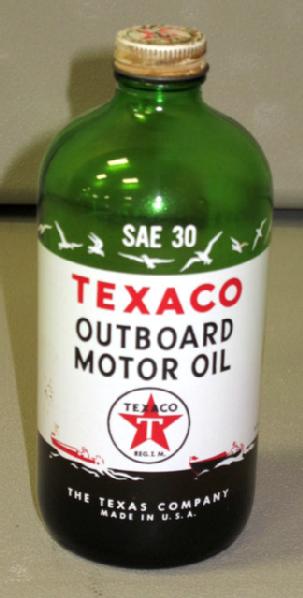 SAE 30
TEXACO
OUTBOARD
MOTOR OIL
TEXACO
T
REG. T. M.
THE TEXAS COMPANY
MADE IN U.S.A.